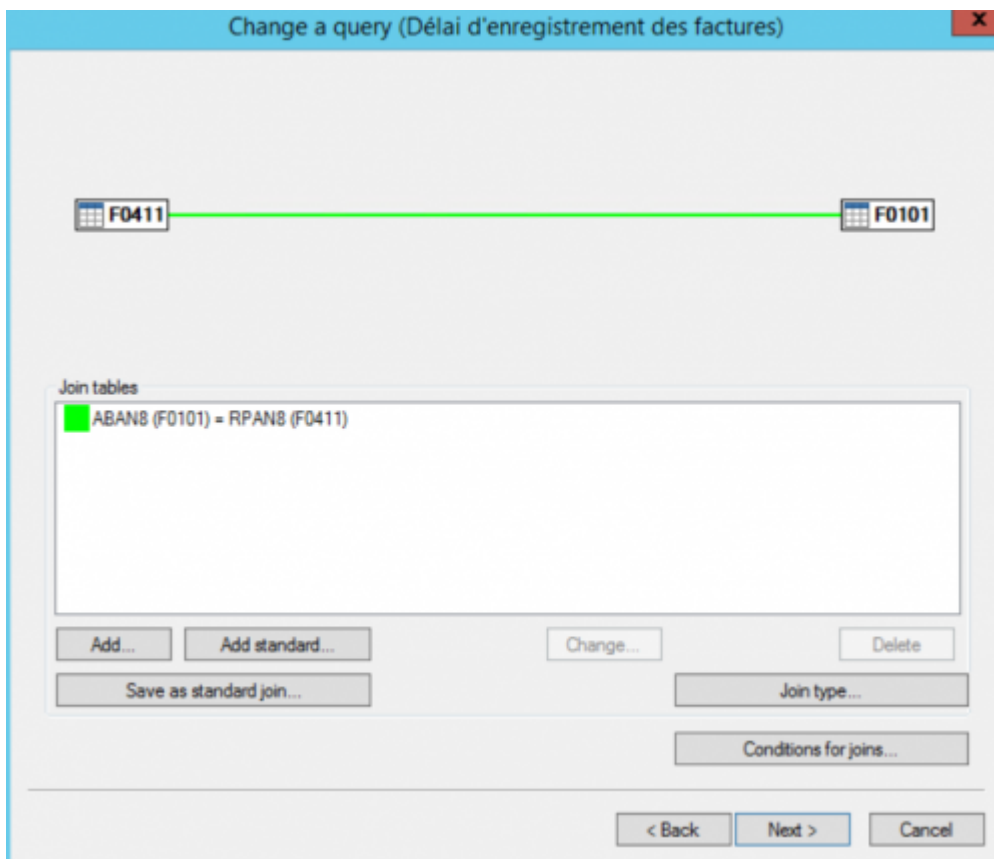 Change a query (Délai d'enregistrement des factures)
x
F0411
F0101
Join tables
ABAN8 (F0101) = RPAN8 (F0411)
Add...
Add standard...
Change...
Delete
Save as standard join...
Join type...
Conditions for joins...
< Back
Next >
Cancel